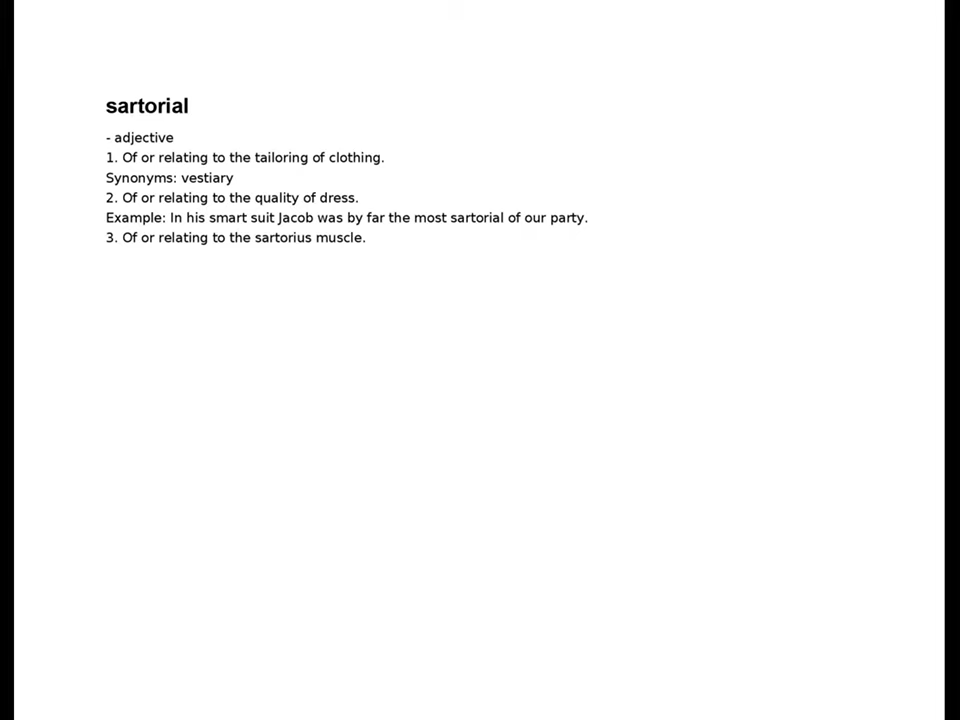 sartorial
- adjective
1. Of or relating to the tailoring of clothing.
Synonyms: vestiary
2. Of or relating to the quality of dress.
Example: In his smart suit Jacob was by far the most sartorial of our party.
3. Of or relating to the sartorius muscle.